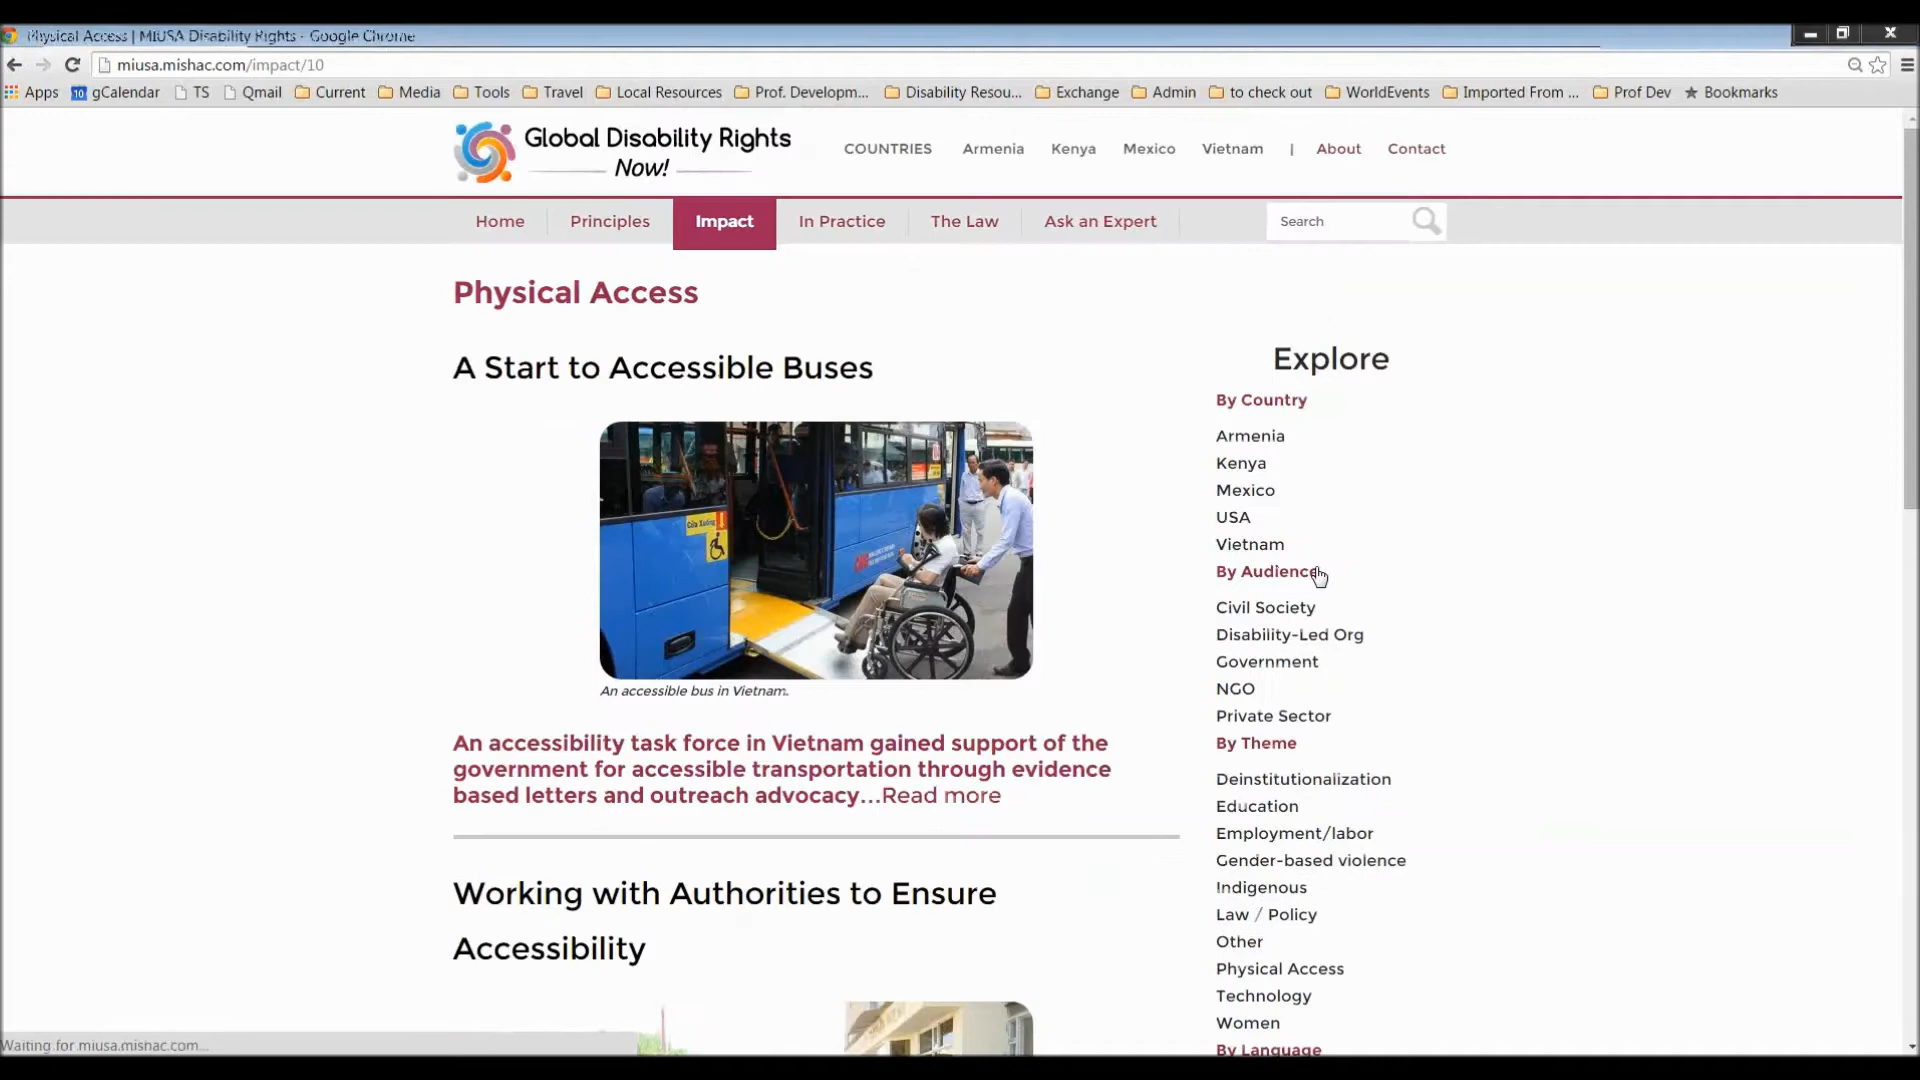 Physical Access | MIUSA Disability Rights - Google Chrome
miusa.mishac.com/impact/10
Apps gCalendar TS Qmail Current Media Tools Travel Local Resources Prof. Developm... Disability Resou... Exchange Admin to check out WorldEvents Imported From ... Prof Dev Bookmarks
Global Disability Rights
Now!
COUNTRIES Armenia Kenya Mexico Vietnam | About Contact
Home Principles Impact In Practice The Law Ask an Expert Search
Physical Access
A Start to Accessible Buses
Cửa Xuống
An accessible bus in Vietnam.
An accessibility task force in Vietnam gained support of the
government for accessible transportation through evidence
based letters and outreach advocacy...Read more
Working with Authorities to Ensure
Accessibility
Explore
By Country
Armenia
Kenya
Mexico
USA
Vietnam
By Audience
Civil Society
Disability-Led Org
Government
NGO
Private Sector
By Theme
Deinstitutionalization
Education
Employment/labor
Gender-based violence
Indigenous
Law / Policy
Other
Physical Access
Technology
Women
By Language
Waiting for miusa.mishac.com...